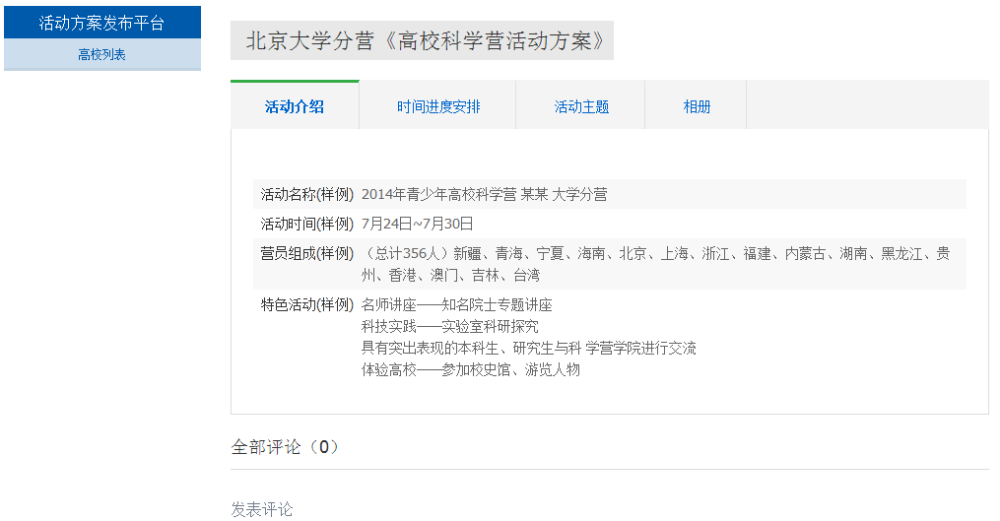 活动方案发布平台
高校列表
北京大学分营《高校科学营活动方案》
活动介绍 时间进度安排 活动主题 相册
活动名称(样例) 2014年青少年高校科学营 某某 大学分营
活动时间(样例) 7月24日~7月30日
营员组成(样例) （总计356人）新疆、青海、宁夏、海南、北京、上海、浙江、福建、内蒙古、湖南、黑龙江、贵
州、香港、澳门、吉林、台湾
特色活动(样例) 名师讲座——知名院士专题讲座
科技实践——实验室科研探究
具有突出表现的本科生、研究生与科 学营学院进行交流
体验高校——参加校史馆、游览人物
全部评论（0）
发表评论